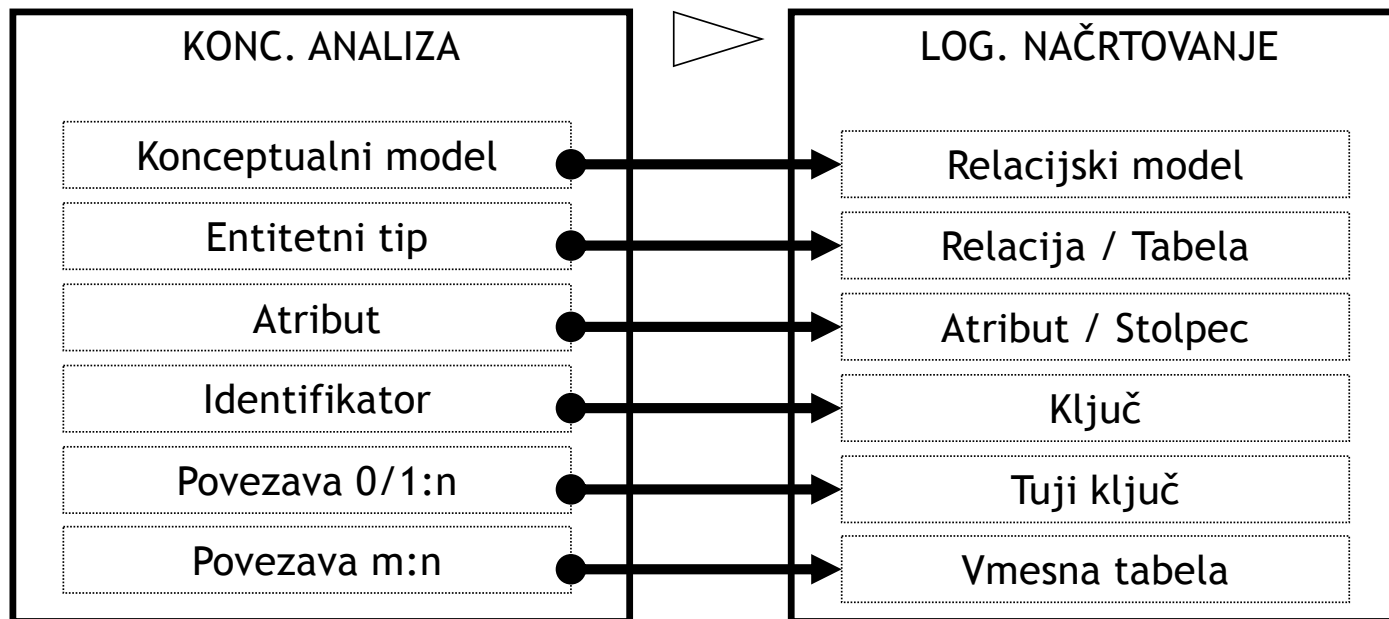 KONC. ANALIZA
Konceptualni model
Entitetni tip
Atribut
Identifikator
Povezava 0/1:n
Povezava m:n
LOG. NAČRTOVANJE
Relacijski model
Relacija / Tabela
Atribut / Stolpec
Ključ
Tuji ključ
Vmesna tabela